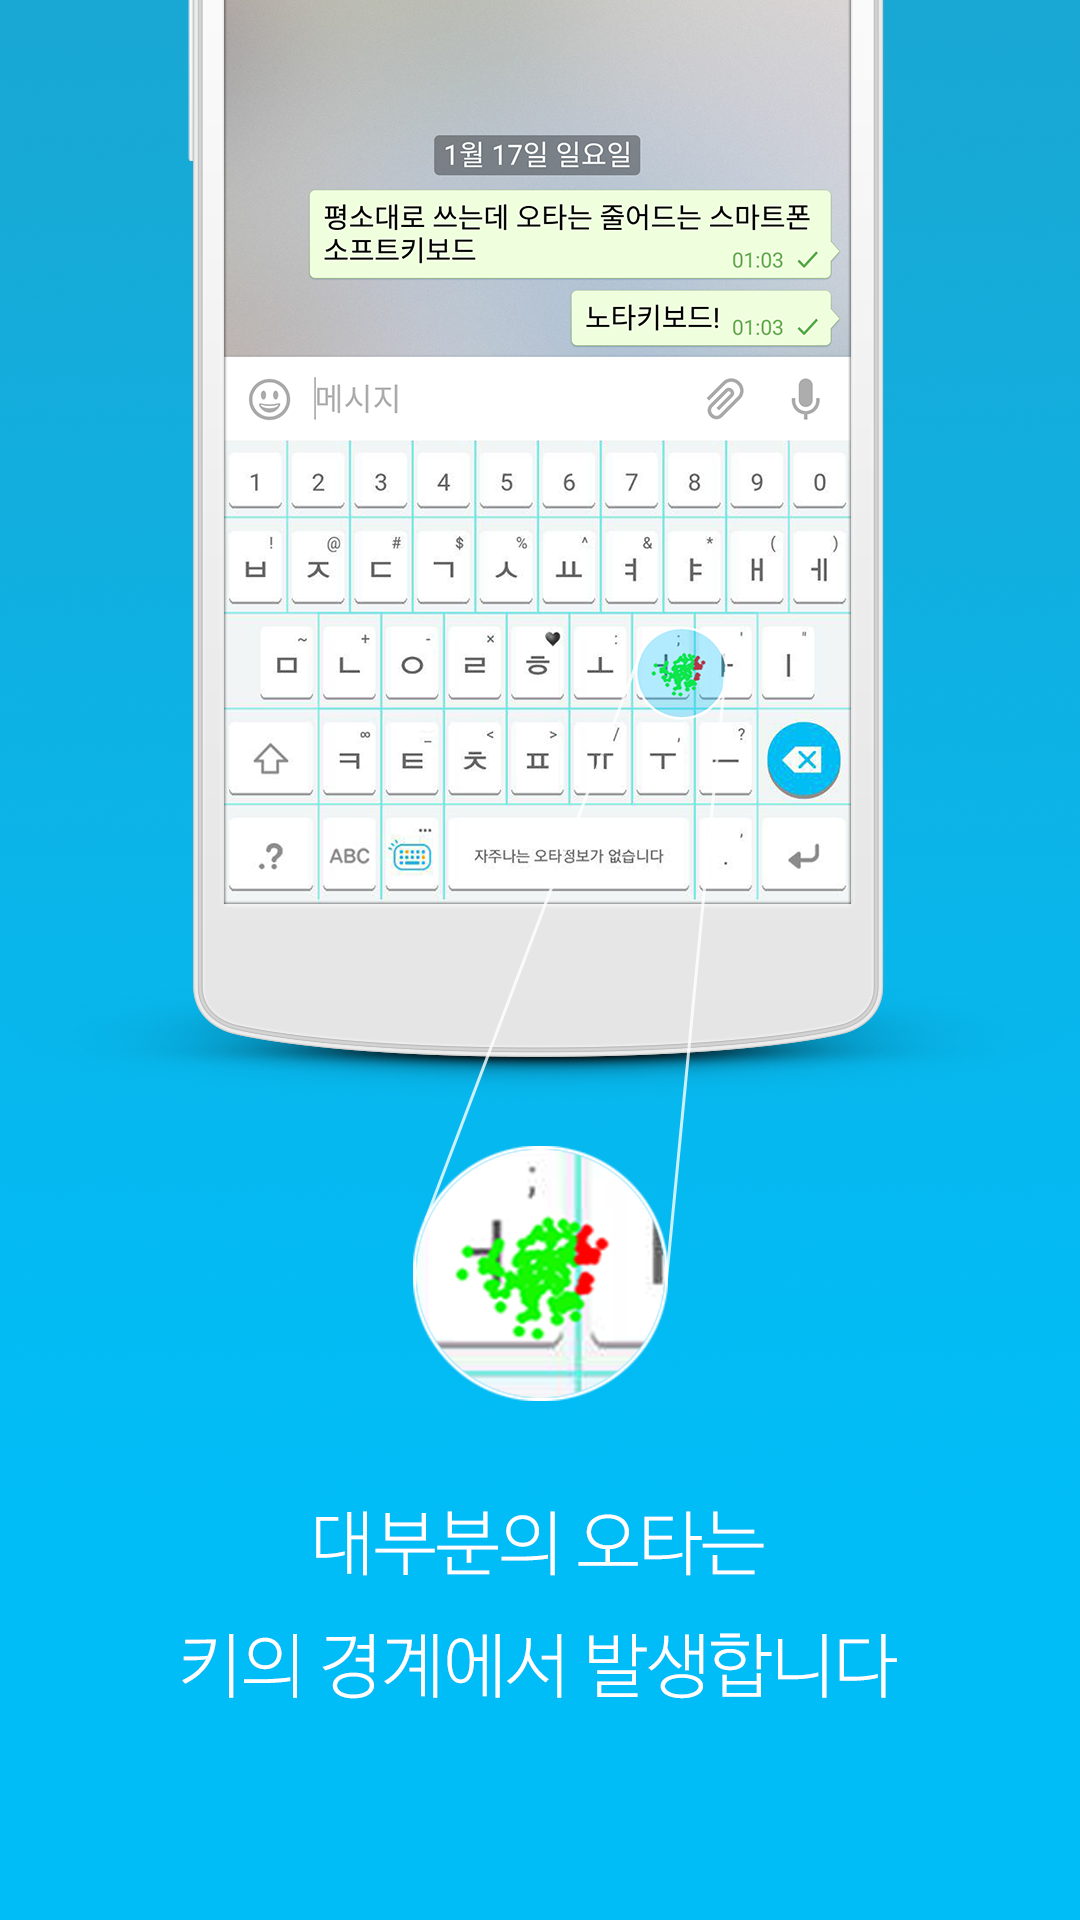 1월 17일 일요일
평소대로 쓰는데 오타는 줄어드는 스마트폰
소프트키보드
01:03
노타키보드! 01:03
메시지
1 2 3 4 5 6 7 8 9 0
! @ # $ % ^ & * ( )
ㅂ ㅈ ㄷ ㄱ ㅅ ㅛ ㅕ ㅑ ㅐ ㅔ
~ + - × ♥ : ; ' "
ㅁ ㄴ ㅇ ㄹ ㅎ ㅗ ㅓ ㅏ ㅣ
∞ _ < > / , ?
ㅋ ㅌ ㅊ ㅍ ㅠ ㅜ ㆍㅡ
.? ABC ... 자주나는 오타정보가 없습니다 . ,
;
대부분의 오타는
키의 경계에서 발생합니다